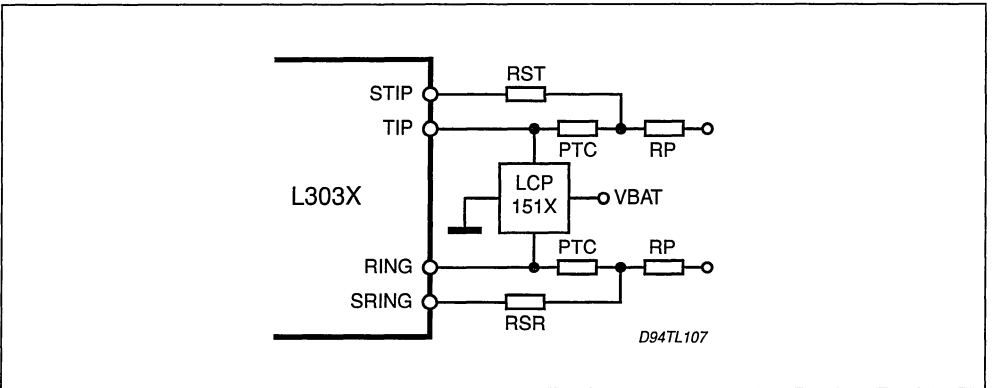 RST
STIP
TIP
PTC
RP
LCP
151X
VBAT
L303X
PTC
RP
RING
SRING
RSR
D94TL107